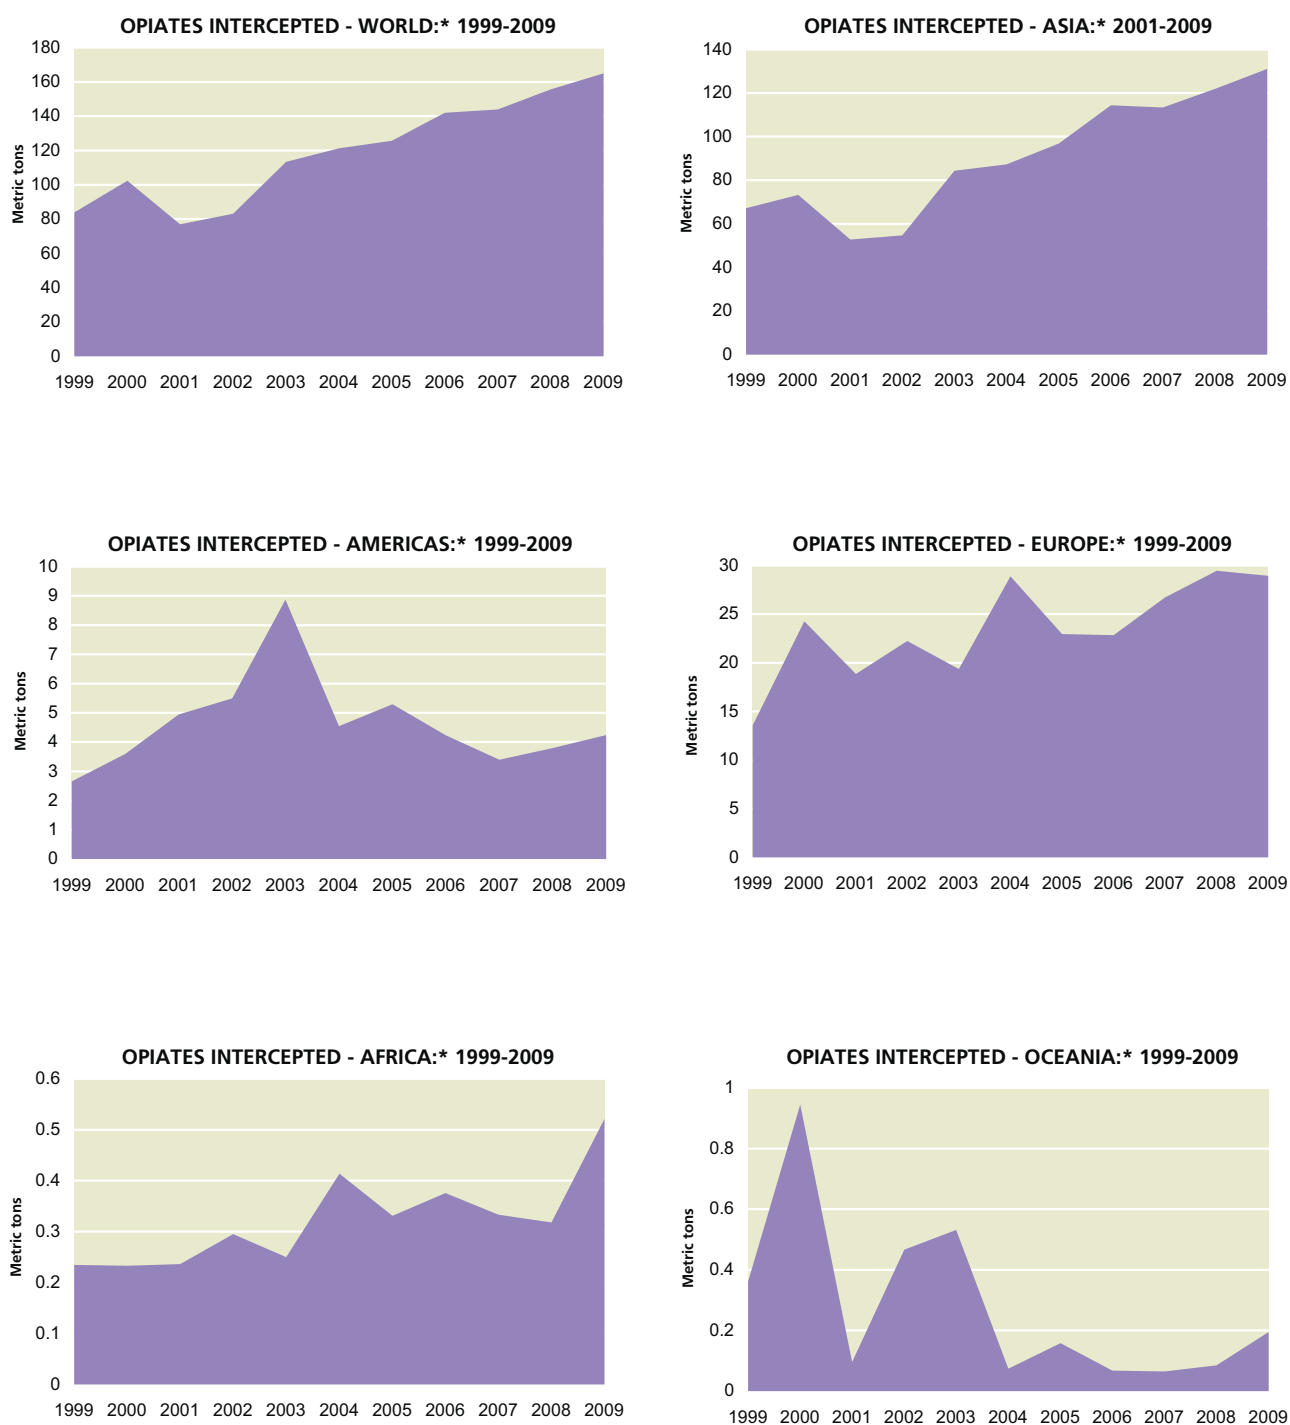 OPIATES INTERCEPTED - WORLD:* 1999-2009
180
160
140
120
100
80
60
40
20
0
Metric tons
1999 2000 2001 2002 2003 2004 2005 2006 2007 2008 2009
OPIATES INTERCEPTED - ASIA:* 2001-2009
140
120
100
80
60
40
20
0
Metric tons
1999 2000 2001 2002 2003 2004 2005 2006 2007 2008 2009
OPIATES INTERCEPTED - AMERICAS:* 1999-2009
10
9
8
7
6
5
4
3
2
1
0
Metric tons
1999 2000 2001 2002 2003 2004 2005 2006 2007 2008 2009
OPIATES INTERCEPTED - EUROPE:* 1999-2009
30
25
20
15
10
5
0
Metric tons
1999 2000 2001 2002 2003 2004 2005 2006 2007 2008 2009
OPIATES INTERCEPTED - AFRICA:* 1999-2009
0.6
0.5
0.4
0.3
0.2
0.1
0
Metric tons
1999 2000 2001 2002 2003 2004 2005 2006 2007 2008 2009
OPIATES INTERCEPTED - OCEANIA:* 1999-2009
1
0.8
0.6
0.4
0.2
0
Metric tons
1999 2000 2001 2002 2003 2004 2005 2006 2007 2008 2009